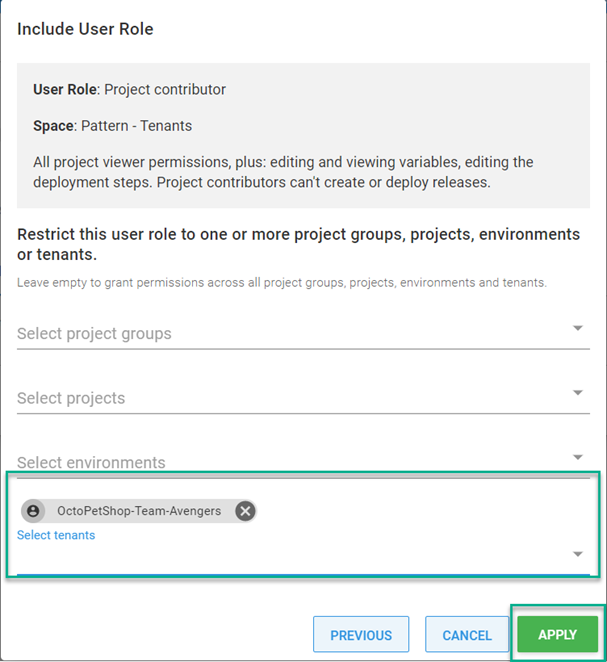 Include User Role
User Role: Project contributor
Space: Pattern - Tenants
All project viewer permissions, plus: editing and viewing variables, editing the
deployment steps. Project contributors can't create or deploy releases.
Restrict this user role to one or more project groups, projects, environments
or tenants.
Leave empty to grant permissions across all project groups, projects, environments and tenants.
Select project groups
Select projects
Select environments
OctoPetShop-Team-Avengers
Select tenants
PREVIOUS CANCEL APPLY